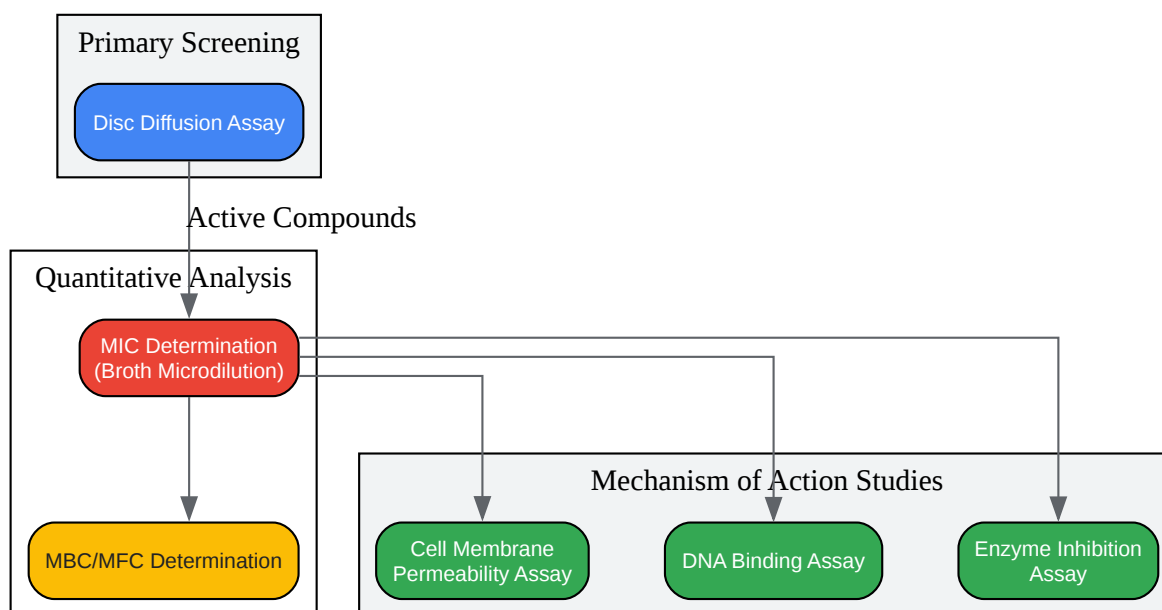 Primary Screening
Disc Diffusion Assay
Active Compounds
Quantitative Analysis
MIC Determination
(Broth Microdilution)
MBC/MFC Determination
Mechanism of Action Studies
Cell Membrane
Permeability Assay
DNA Binding Assay
Enzyme Inhibition
Assay